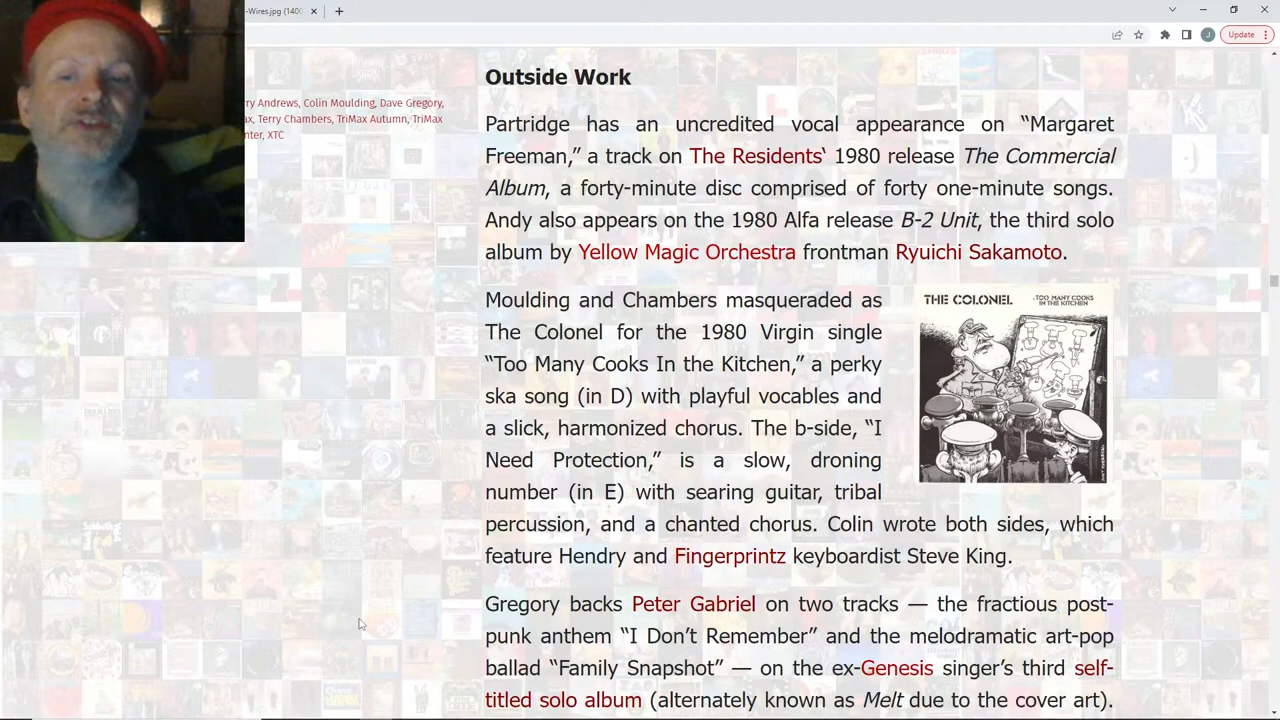 -Wires.jpg (1400
Update
ry Andrews, Colin Moulding, Dave Gregory,
ax, Terry Chambers, TriMax Autumn, TriMax
nter, XTC
Outside Work
Partridge has an uncredited vocal appearance on “Margaret
Freeman,” a track on The Residents‘ 1980 release The Commercial
Album, a forty-minute disc comprised of forty one-minute songs.
Andy also appears on the 1980 Alfa release B-2 Unit, the third solo
album by Yellow Magic Orchestra frontman Ryuichi Sakamoto.
Moulding and Chambers masqueraded as
The Colonel for the 1980 Virgin single
“Too Many Cooks In the Kitchen,” a perky
ska song (in D) with playful vocables and
a slick, harmonized chorus. The b-side, “I
Need Protection,” is a slow, droning
number (in E) with searing guitar, tribal
percussion, and a chanted chorus. Colin wrote both sides, which
feature Hendry and Fingerprintz keyboardist Steve King.
THE COLONEL
TOO MANY COOKS
IN THE KITCHEN
Gregory backs Peter Gabriel on two tracks — the fractious post-
punk anthem “I Don’t Remember” and the melodramatic art-pop
ballad “Family Snapshot” — on the ex-Genesis singer’s third self-
titled solo album (alternately known as Melt due to the cover art).